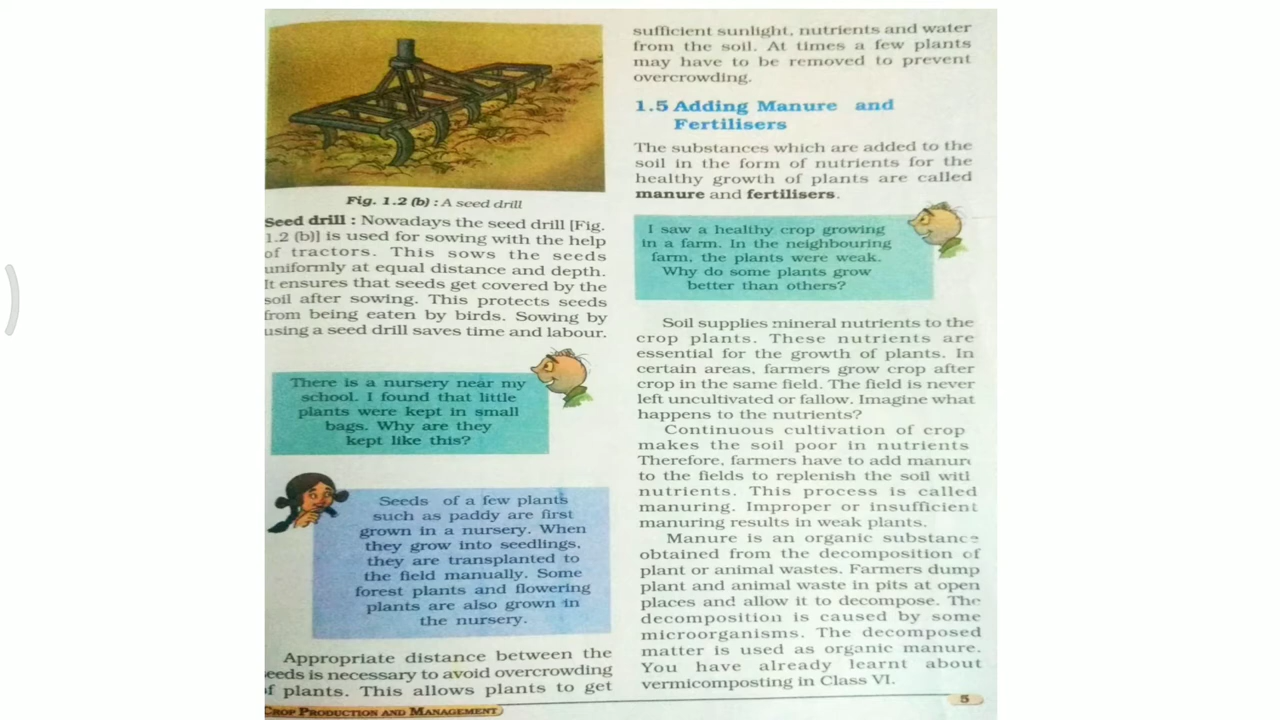 Fig. 1.2 (b) : A seed drill
Seed drill : Nowadays the seed drill [Fig.
1.2 (b)] is used for sowing with the help
of tractors. This sows the seeds
uniformly at equal distance and depth.
It ensures that seeds get covered by the
soil after sowing. This protects seeds
from being eaten by birds. Sowing by
using a seed drill saves time and labour.
There is a nursery near my
school. I found that little
plants were kept in small
bags. Why are they
kept like this?
Seeds of a few plants
such as paddy are first
grown in a nursery. When
they grow into seedlings,
they are transplanted to
the field manually. Some
forest plants and flowering
plants are also grown in
the nursery.
Appropriate distance between the
eeds is necessary to avoid overcrowding
of plants. This allows plants to get
sufficient sunlight, nutrients and water
from the soil. At times a few plants
may have to be removed to prevent
overcrowding.
1.5 Adding Manure and
Fertilisers
The substances which are added to the
soil in the form of nutrients for the
healthy growth of plants are called
manure and fertilisers.
I saw a healthy crop growing
in a farm. In the neighbouring
farm, the plants were weak.
Why do some plants grow
better than others?
Soil supplies mineral nutrients to the
crop plants. These nutrients are
essential for the growth of plants. In
certain areas, farmers grow crop after
crop in the same field. The field is never
left uncultivated or fallow. Imagine what
happens to the nutrients?
Continuous cultivation of crop
makes the soil poor in nutrients
Therefore, farmers have to add manure
to the fields to replenish the soil with
nutrients. This process is called
manuring. Improper or insufficient
manuring results in weak plants.
Manure is an organic substance
obtained from the decomposition of
plant or animal wastes. Farmers dump
plant and animal waste in pits at open
places and allow it to decompose. The
decomposition is caused by some
microorganisms. The decomposed
matter is used as organic manure.
You have already learnt about
vermicomposting in Class VI.
CROP PRODUCTION AND MANAGEMENT
5